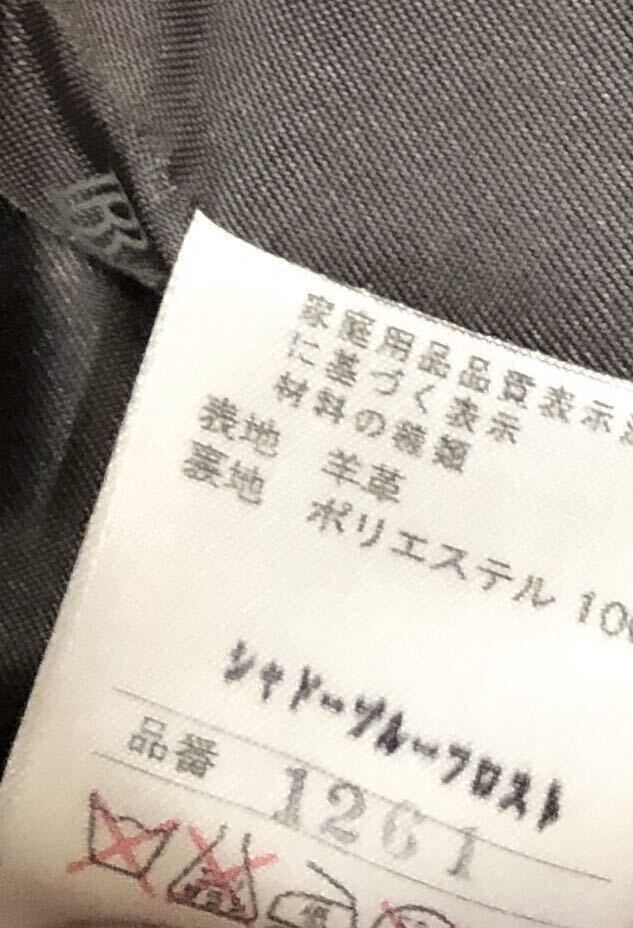 家庭用品品質表示法
に基づく表示
材料の種類
表地 羊革
裏地 ポリエステル 100
シャドーブルーフロスト
品番 1261
低